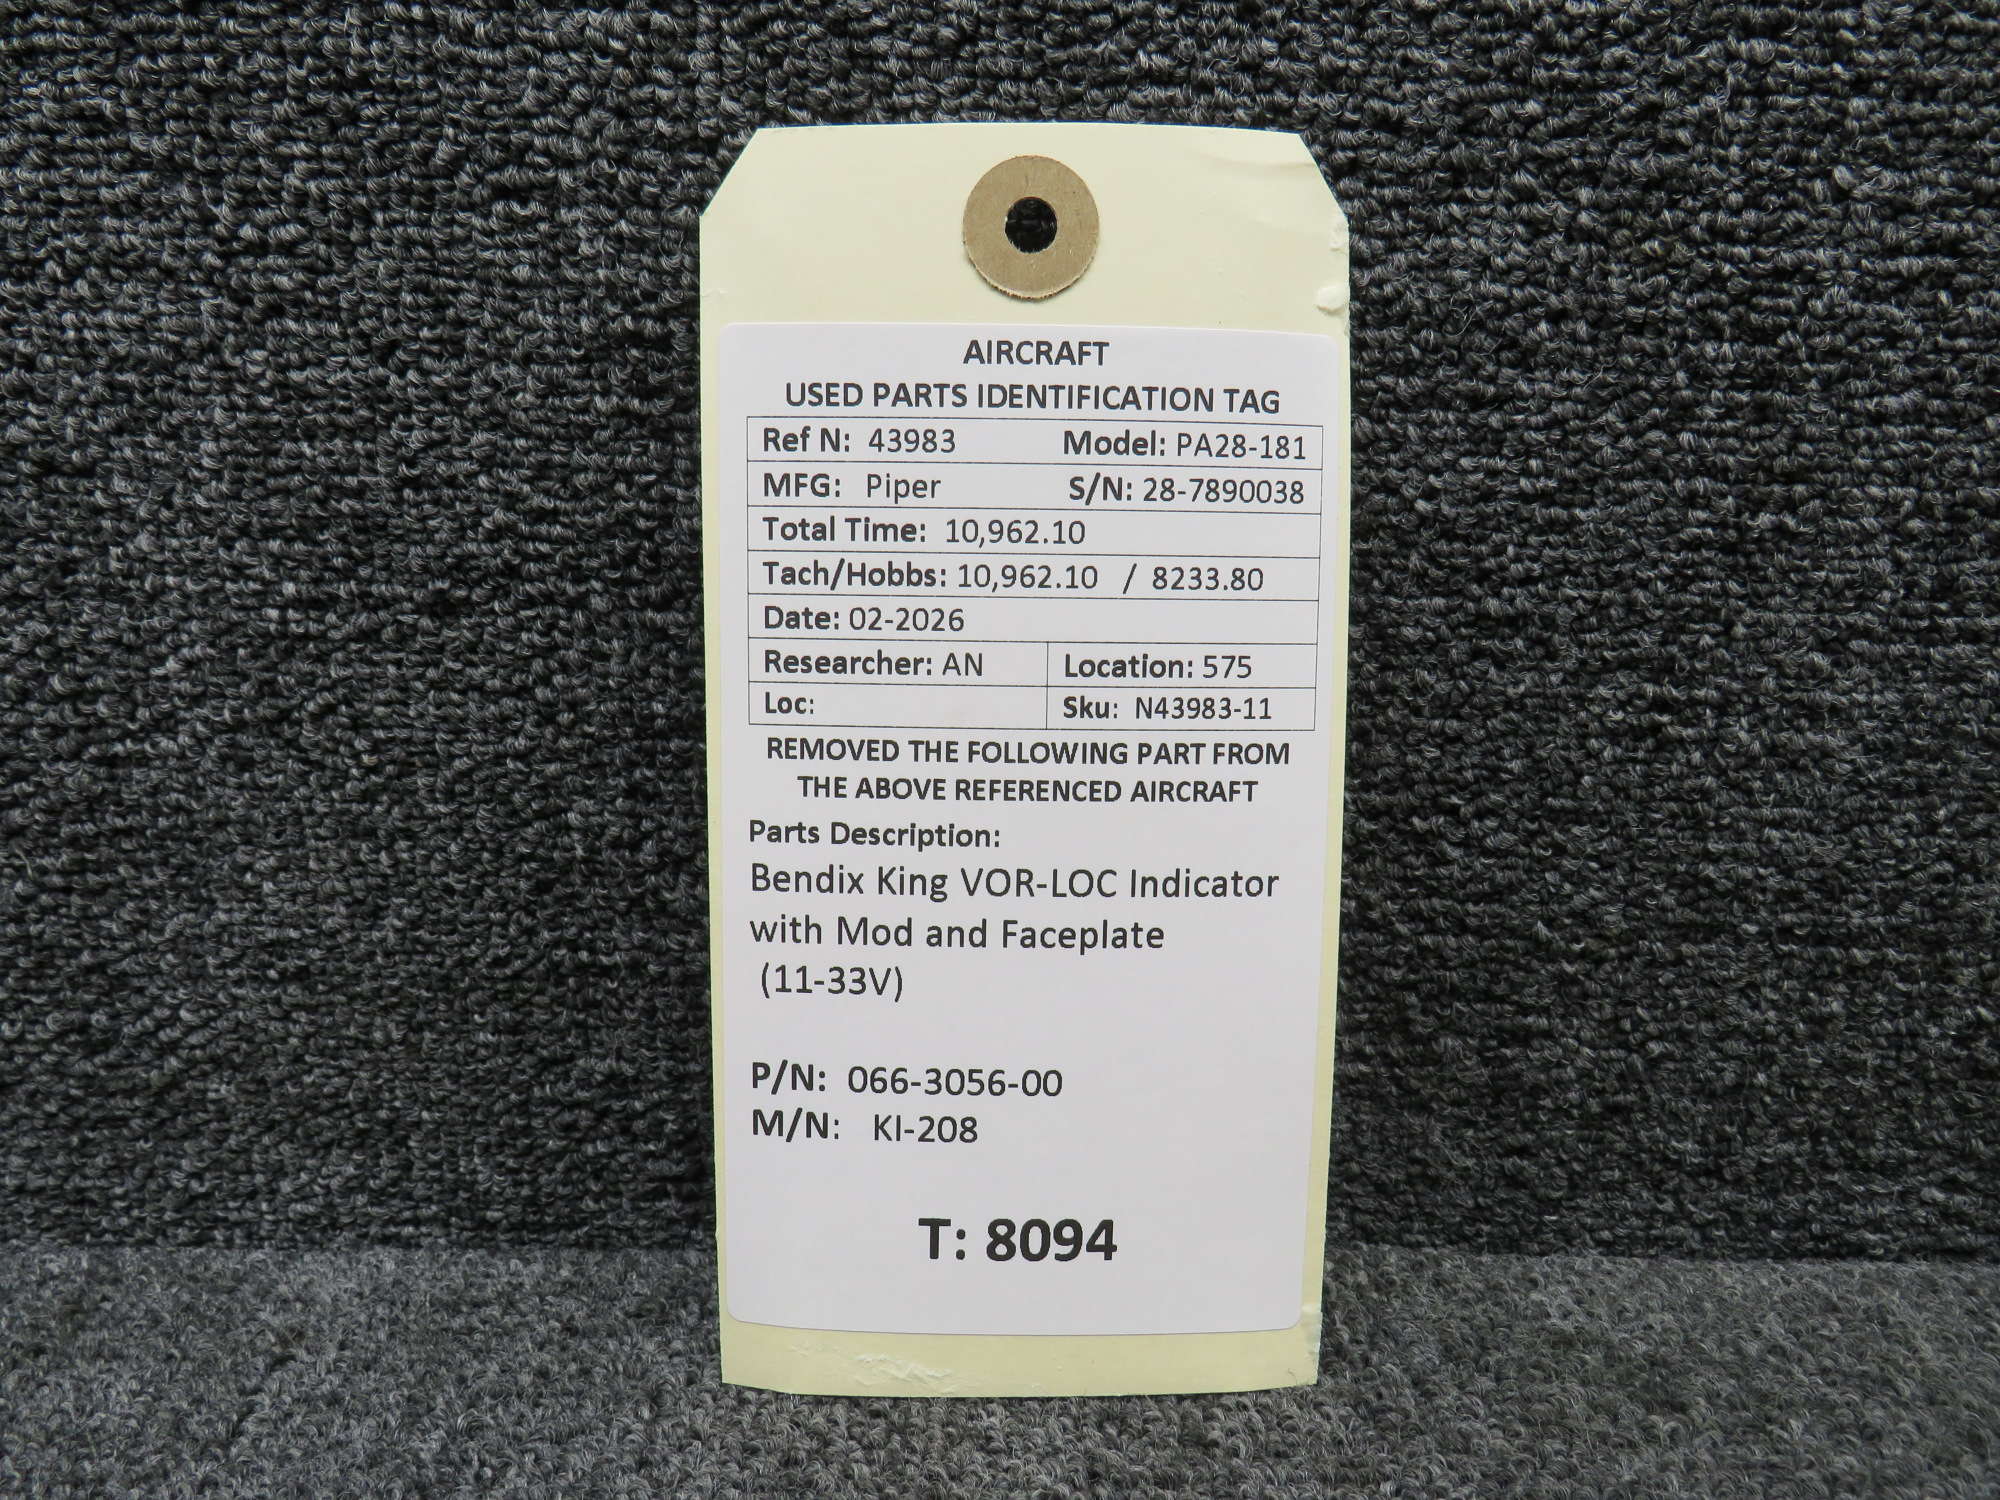 AIRCRAFT
USED PARTS IDENTIFICATION TAG
Ref N: 43983 Model: PA28-181
MFG: Piper S/N: 28-7890038
Total Time: 10,962.10
Tach/Hobbs: 10,962.10 / 8233.80
Date: 02-2026
Researcher: AN Location: 575
Loc: Sku: N43983-11
REMOVED THE FOLLOWING PART FROM
THE ABOVE REFERENCED AIRCRAFT
Parts Description:
Bendix King VOR-LOC Indicator
with Mod and Faceplate
(11-33V)
P/N: 066-3056-00
M/N: KI-208
T: 8094